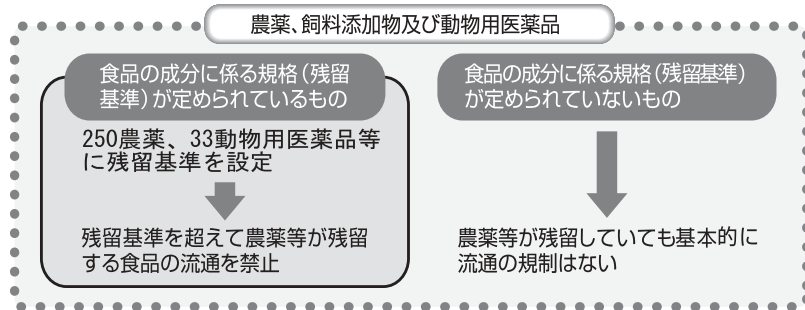 農薬、飼料添加物及び動物用医薬品
食品の成分に係る規格（残留
基準）が定められているもの
250農薬、33動物用医薬品等
に残留基準を設定
残留基準を超えて農薬等が残留
する食品の流通を禁止
食品の成分に係る規格（残留基準）
が定められていないもの
農薬等が残留していても基本的に
流通の規制はない